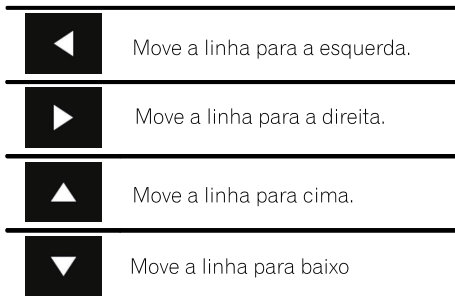 Move a linha para a esquerda.
Move a linha para a direita.
Move a linha para cima.
Move a linha para baixo